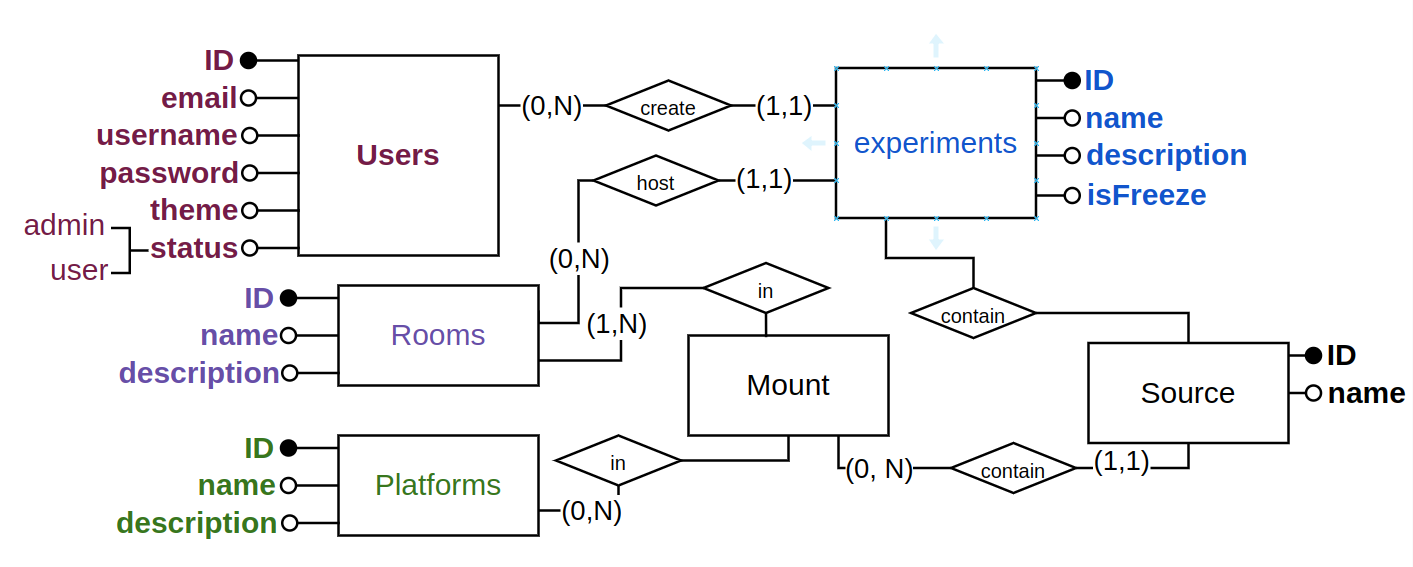 ID
email
username
password
theme
status
admin
user
Users
(0,N)
create
(1,1)
experiments
ID
name
description
isFreeze
host
(1,1)
(0,N)
ID
name
description
Rooms
(1,N)
in
contain
Mount
Source
ID
name
ID
name
description
Platforms
in
(0,N)
(0, N)
contain
(1,1)